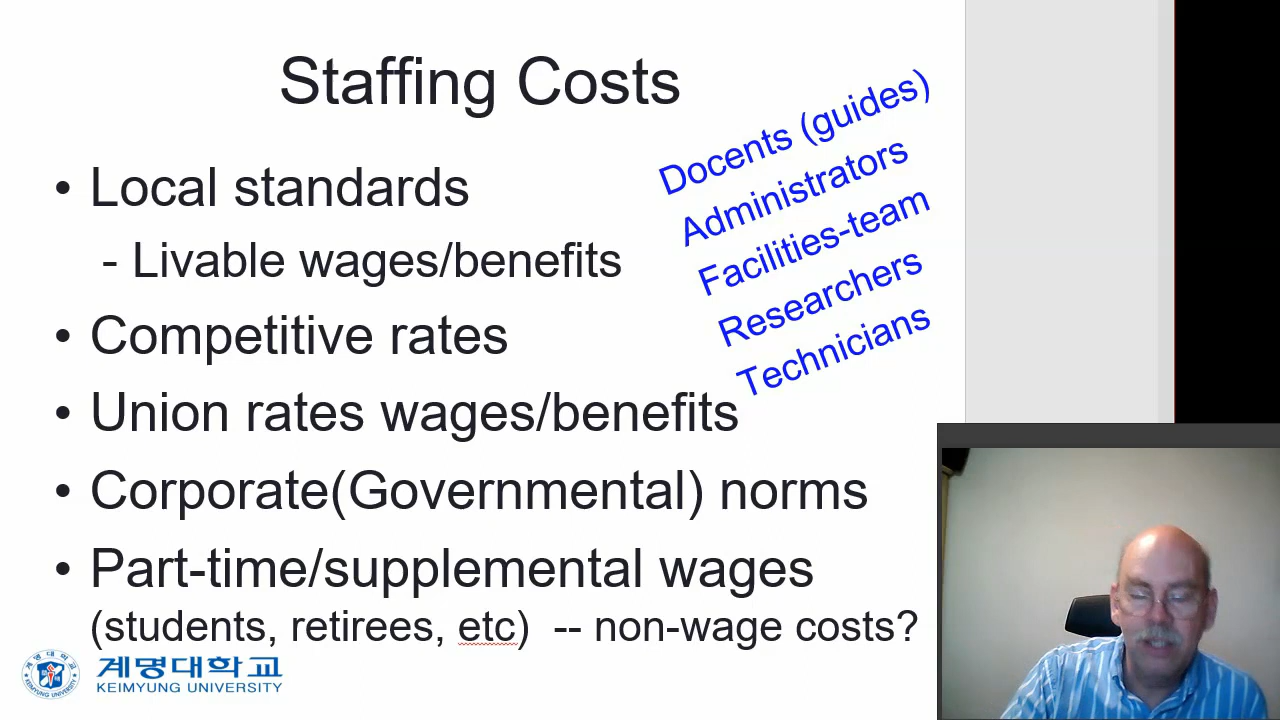 Staffing Costs
Docents (guides)
Administrators
Facilities-team
Researchers
Technicians
• Local standards
- Livable wages/benefits
• Competitive rates
• Union rates wages/benefits
• Corporate(Governmental) norms
• Part-time/supplemental wages
(students, retirees, etc) -- non-wage costs?
계명대학교
KEIMYUNG UNIVERSITY